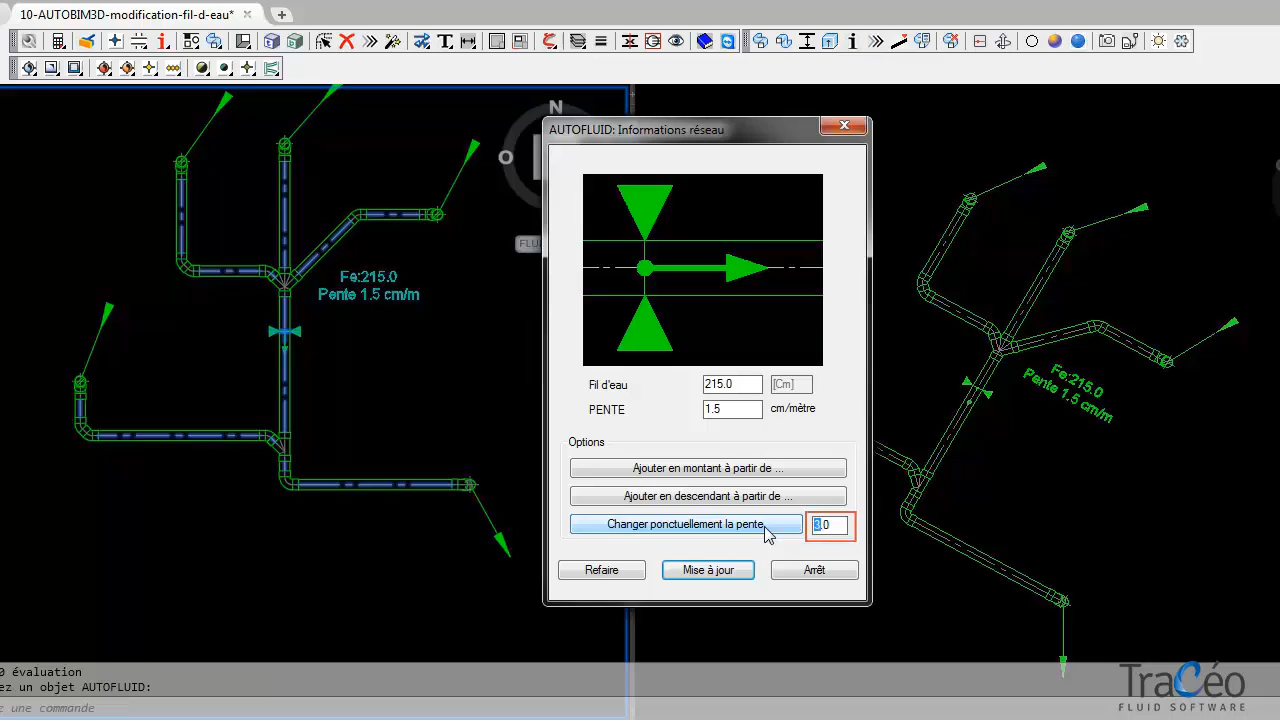 10-AUTOBIM3D-modification-fil-d-eau*
N
O
Fe:215.0
Pente 1.5 cm/m
AUTOFLUID: Informations réseau
Fil d'eau 215.0 [Cm]
PENTE 1.5 cm/mètre
Options
Ajouter en montant à partir de ...
Ajouter en descendant à partir de ...
Changer ponctuellement la pente 3.0
Refaire Mise à jour Arrêt
Fe:215.0
Pente 1.5 cm/m
0 évaluation
ez un objet AUTOFLUID:
e une commande
TraCéo
FLUID SOFTWARE